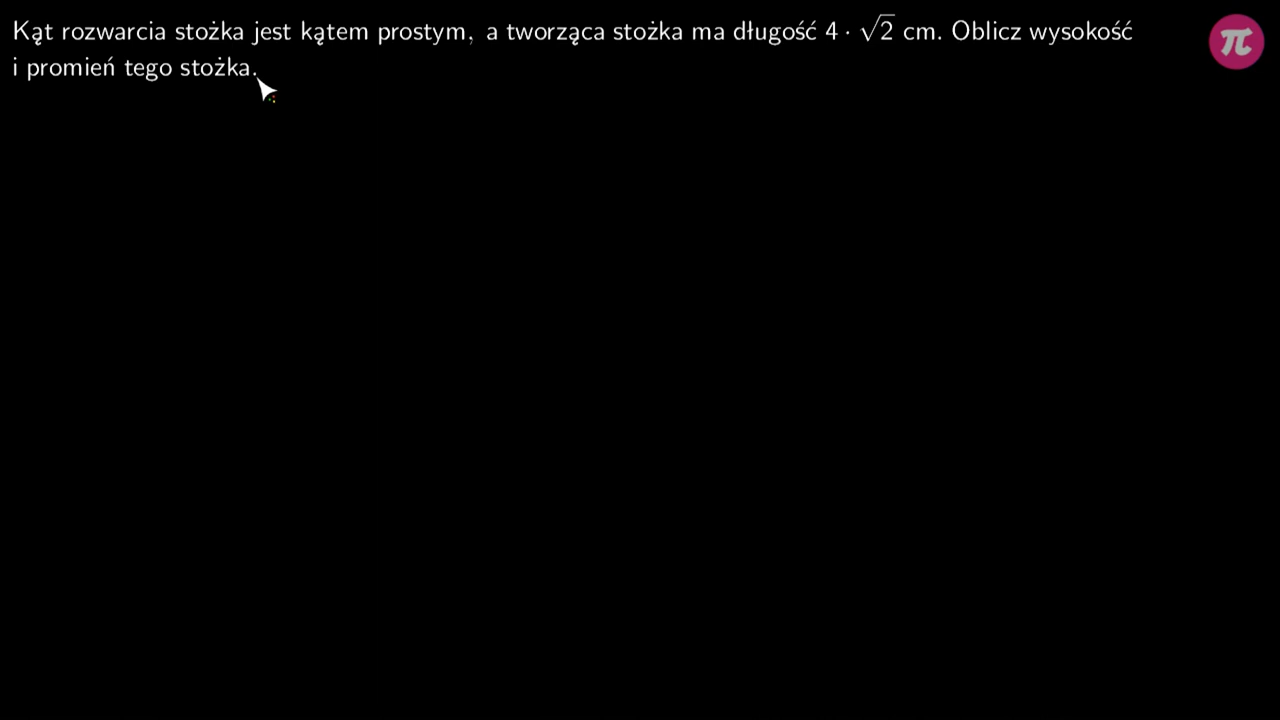 Kąt rozwarcia stożka jest kątem prostym, a tworząca stożka ma długość 4 · √2 cm. Oblicz wysokość
i promień tego stożka.
π